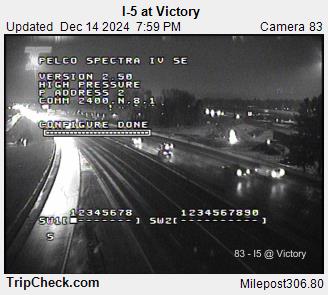 I-5 at Victory
Updated Dec 14 2024 7:59 PM Camera 83
PELCO SPECTRA IV SE
VERSION 2.50
HIGH PRESSURE
P ADDRESS 2
COMM 2400.N.8.1
CONFIGURE DONE
12345678 1234567890
SW1[ ] SW2[ ]
S
83 - I5 @ Victory
TripCheck.com Milepost306.80